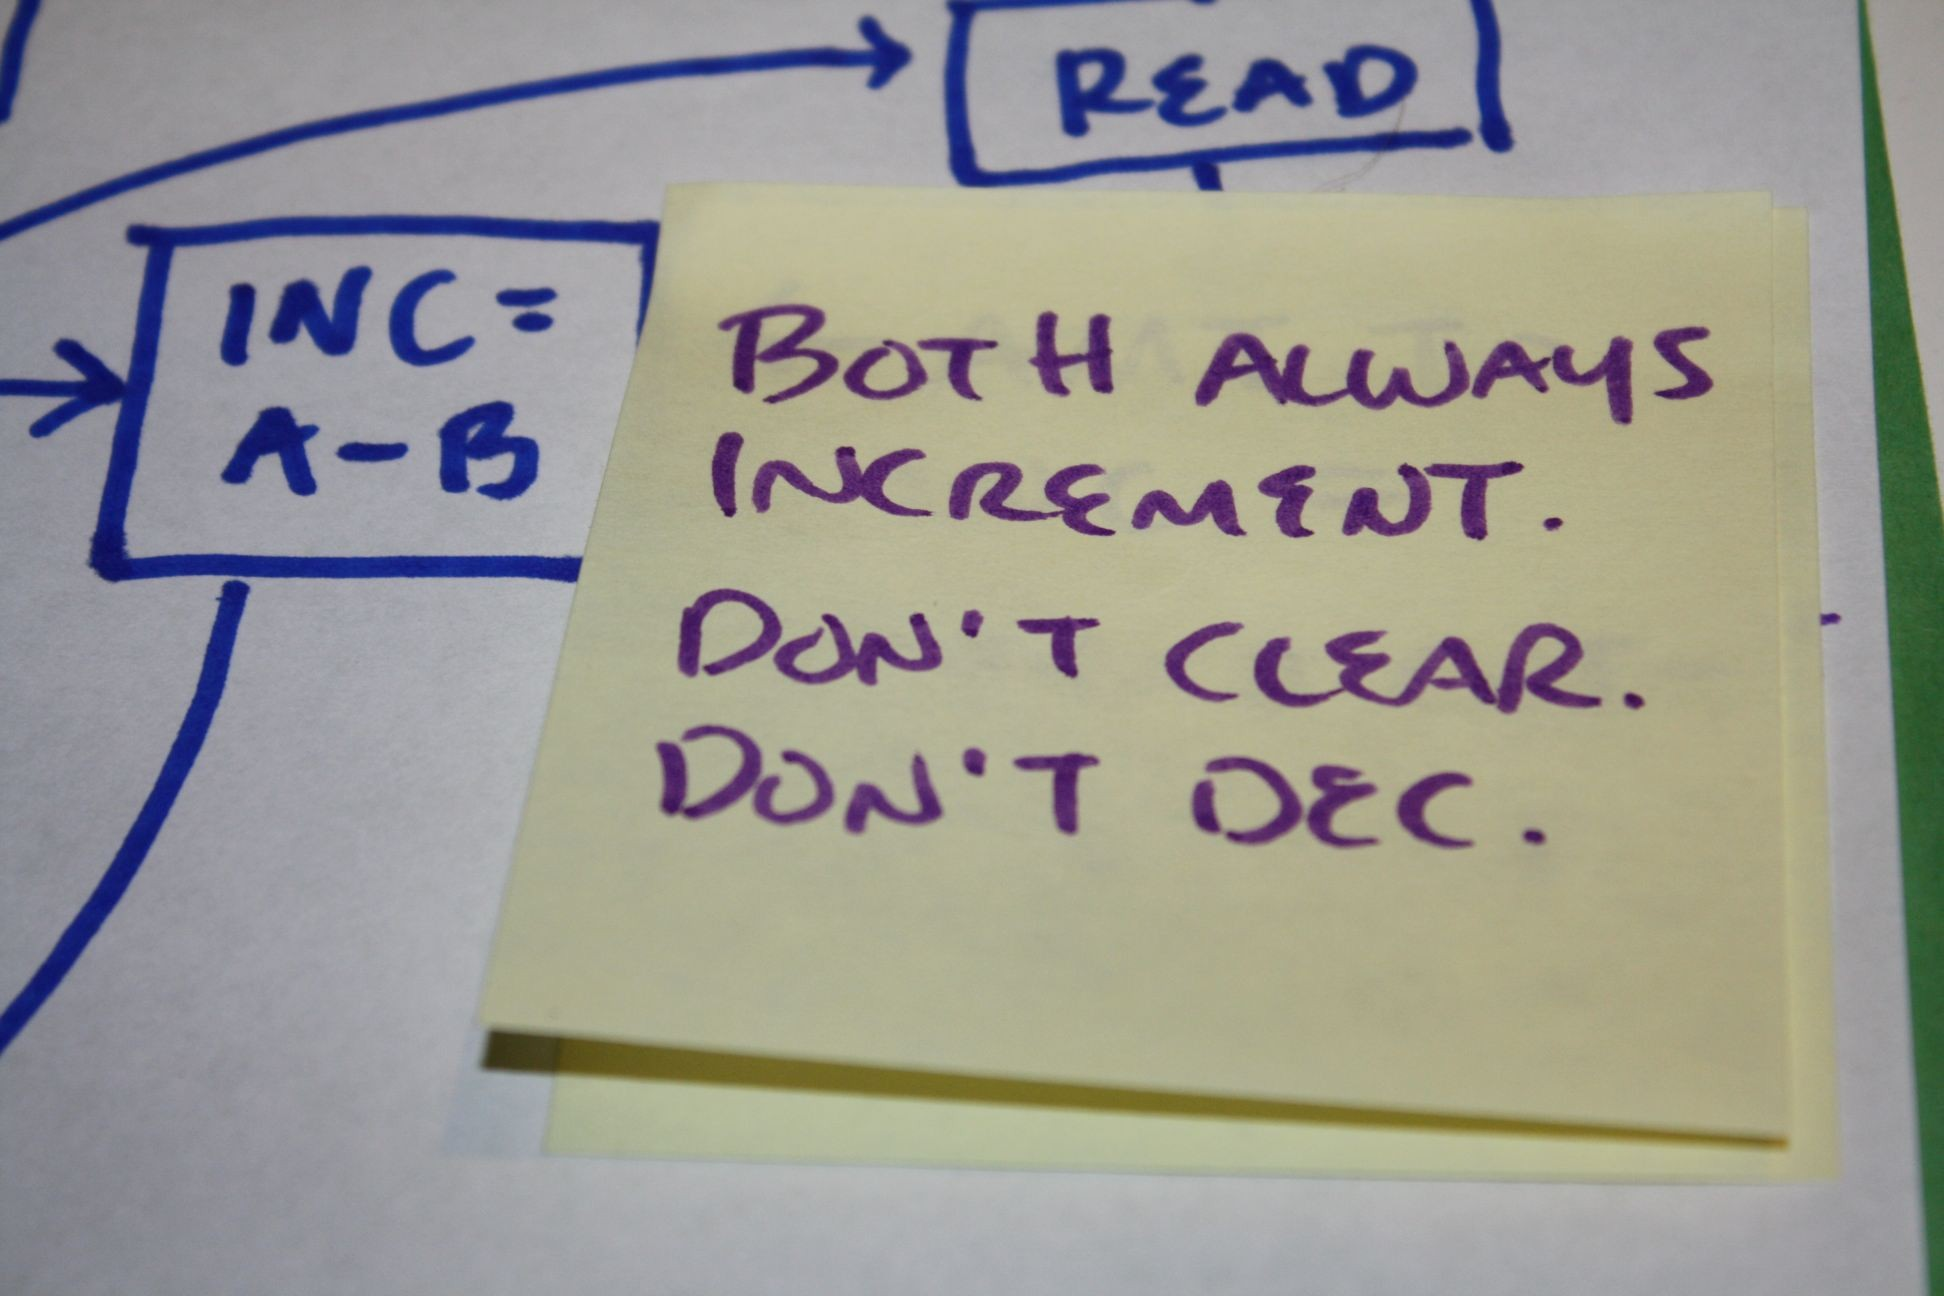 READ
INC =
A - B
BOTH ALWAYS
INCREMENT.
DON'T CLEAR.
DON'T DEC.